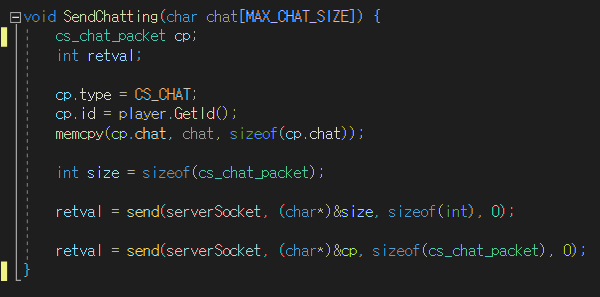 void SendChatting(char chat[MAX_CHAT_SIZE]) {
cs_chat_packet cp;
int retval;
cp.type = CS_CHAT;
cp.id = player.GetId();
memcpy(cp.chat, chat, sizeof(cp.chat));
int size = sizeof(cs_chat_packet);
retval = send(serverSocket, (char*)&size, sizeof(int), 0);
retval = send(serverSocket, (char*)&cp, sizeof(cs_chat_packet), 0);
}